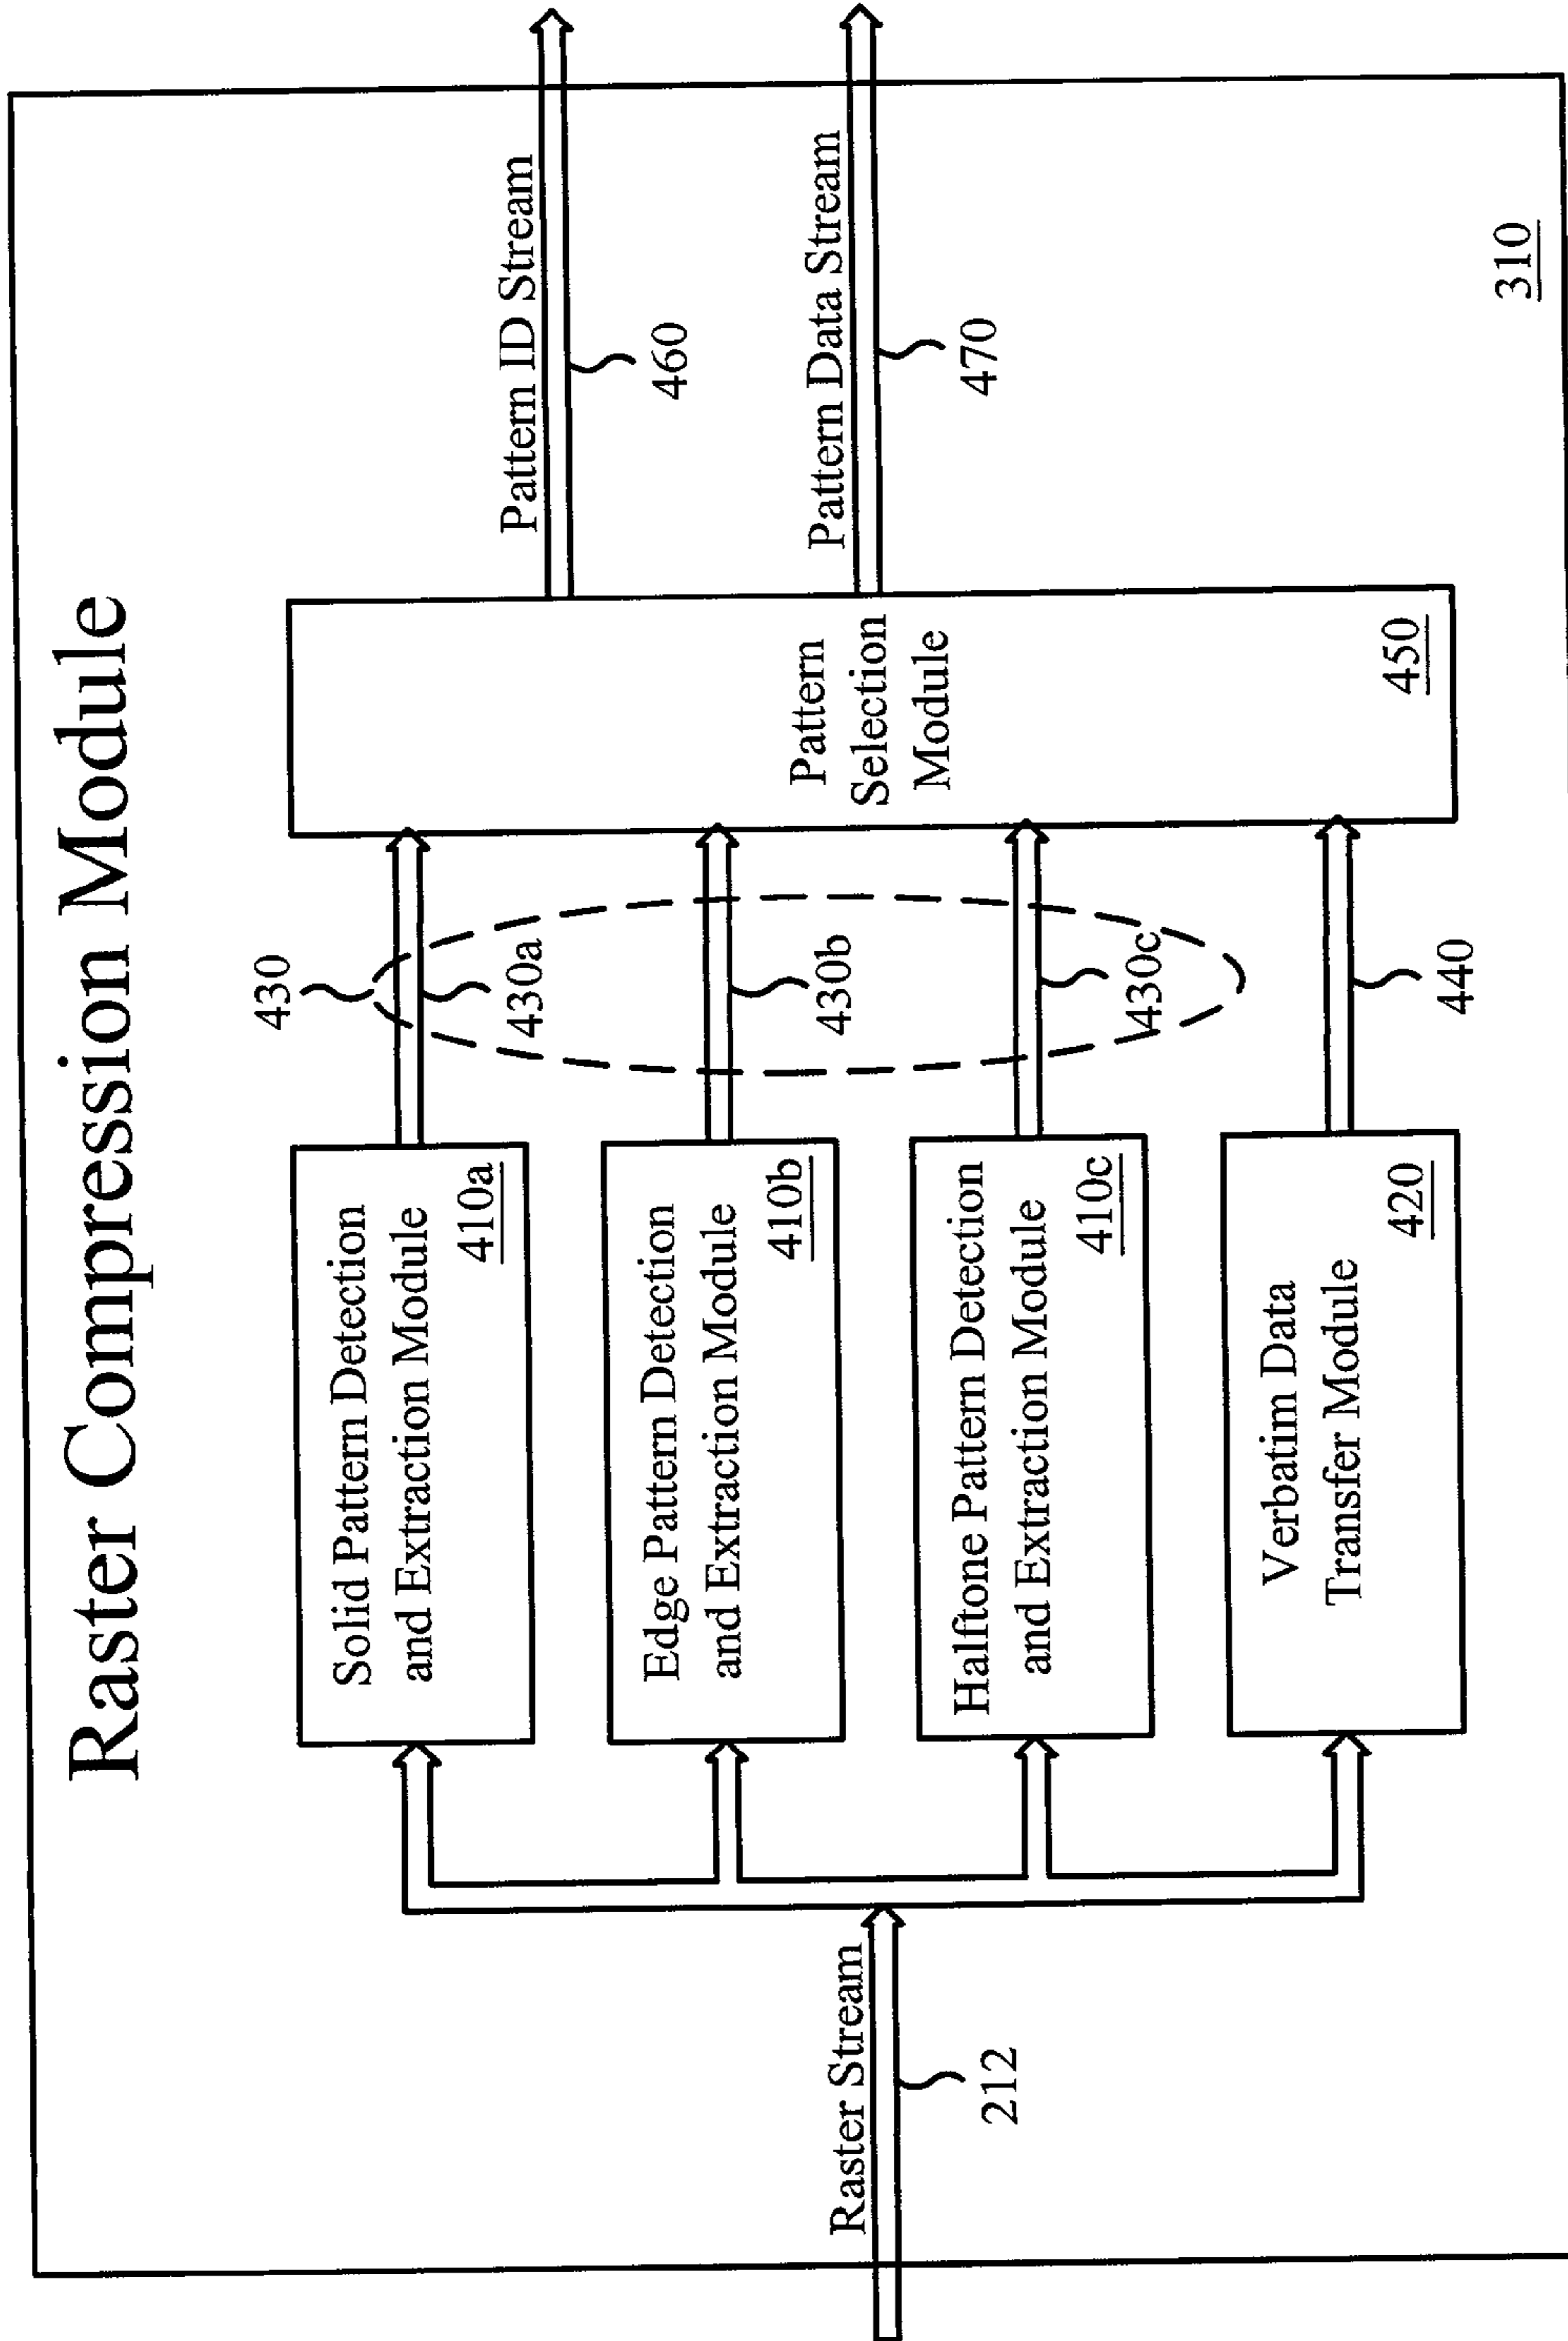 Raster Compression Module
Raster Stream
212
Solid Pattern Detection
and Extraction Module
410a
Edge Pattern Detection
and Extraction Module
410b
Halftone Pattern Detection
and Extraction Module
410c
Verbatim Data
Transfer Module
420
430
430a
430b
430c
440
Pattern
Selection
Module
450
Pattern ID Stream
460
Pattern Data Stream
470
310